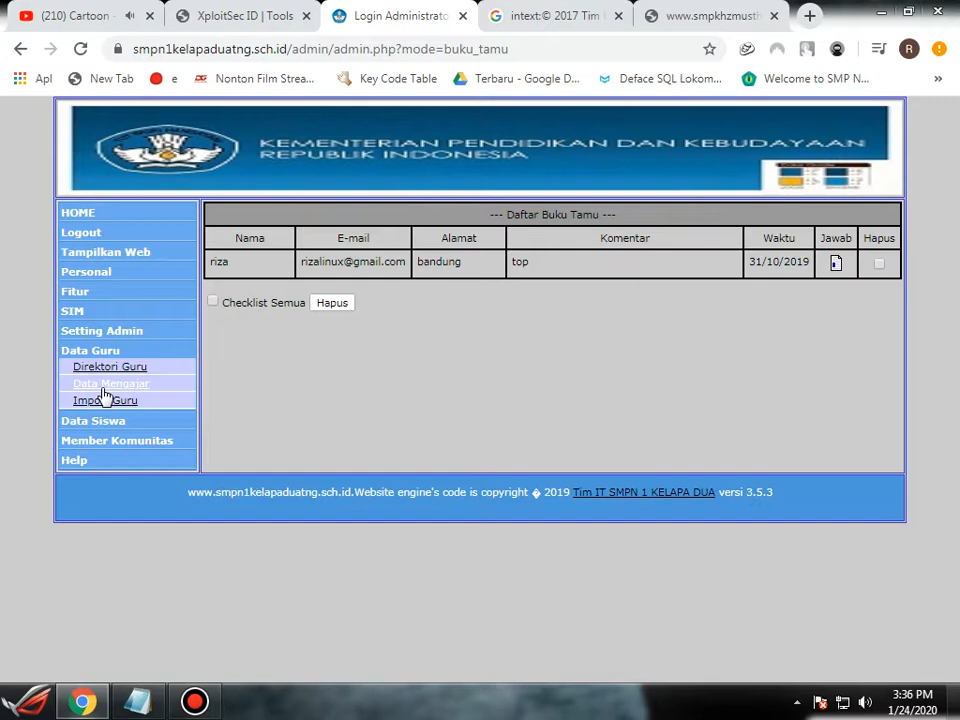 (210) Cartoon -
XploitSec ID | Tools
Login Administrato
intext:© 2017 Tim I
www.smpkhzmusth
smpn1kelapaduatng.sch.id/admin/admin.php?mode=buku_tamu
R
Apl
New Tab
e
Nonton Film Strea...
Key Code Table
Terbaru - Google D...
Deface SQL Lokom...
Welcome to SMP N...
»
KEMENTERIAN PENDIDIKAN DAN KEBUDAYAAN
REPUBLIK INDONESIA
HOME
Logout
Tampilkan Web
Personal
Fitur
SIM
Setting Admin
Data Guru
Direktori Guru
Data Mengajar
Guru
Data Siswa
Member Komunitas
Help
--- Daftar Buku Tamu ---
Nama E-mail Alamat Komentar Waktu Jawab Hapus
riza rizalinux@gmail.com bandung top 31/10/2019
Checklist Semua Hapus
www.smpn1kelapaduatng.sch.id.Website engine's code is copyright � 2019 Tim IT SMPN 1 KELAPA DUA versi 3.5.3
3:36 PM
1/24/2020